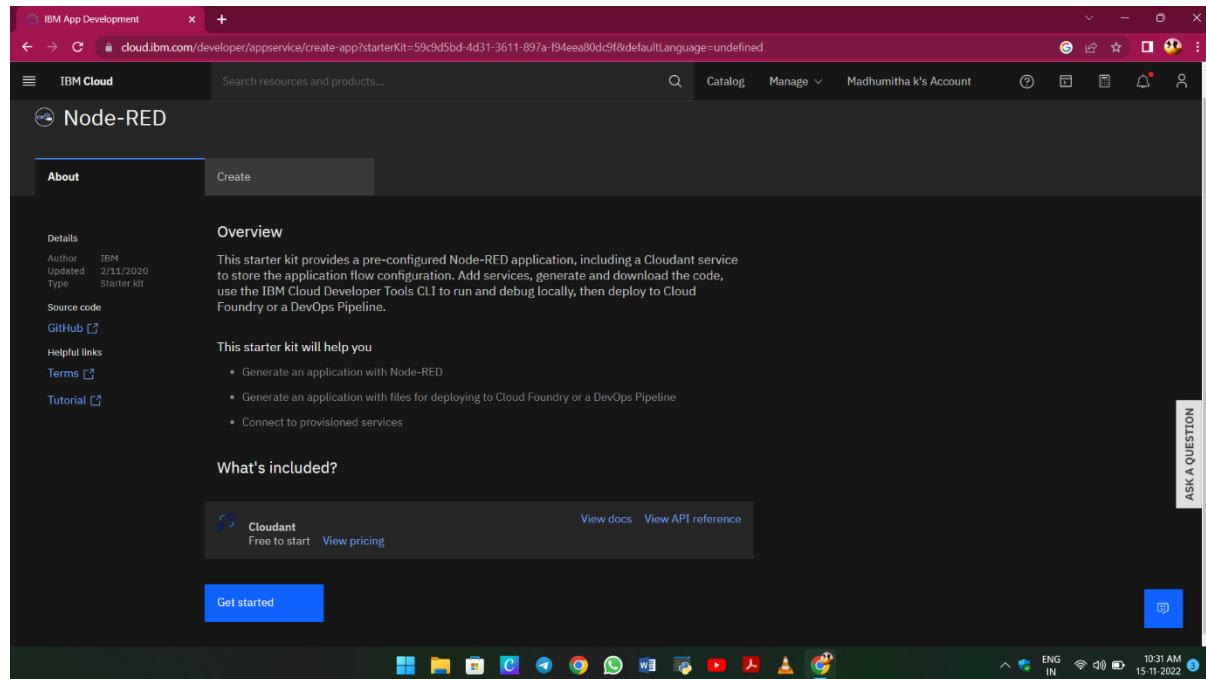 IBM App Development
cloud.ibm.com/developer/appservice/create-app?starterKit=59c9d5bd-4d31-3611-897a-f94eea80dc9f&defaultLanguage=undefined
IBM Cloud
Search resources and products...
Catalog
Manage
Madhumitha k's Account
Node-RED
About
Create
Details
Author IBM
Updated 2/11/2020
Type Starter kit
Source code
GitHub
Helpful links
Terms
Tutorial
Overview
This starter kit provides a pre-configured Node-RED application, including a Cloudant service
to store the application flow configuration. Add services, generate and download the code,
use the IBM Cloud Developer Tools CLI to run and debug locally, then deploy to Cloud
Foundry or a DevOps Pipeline.
This starter kit will help you
• Generate an application with Node-RED
• Generate an application with files for deploying to Cloud Foundry or a DevOps Pipeline
• Connect to provisioned services
What's included?
Cloudant
Free to start View pricing
View docs View API reference
Get started
ASK A QUESTION
ENG
IN
10:31 AM
15-11-2022
3